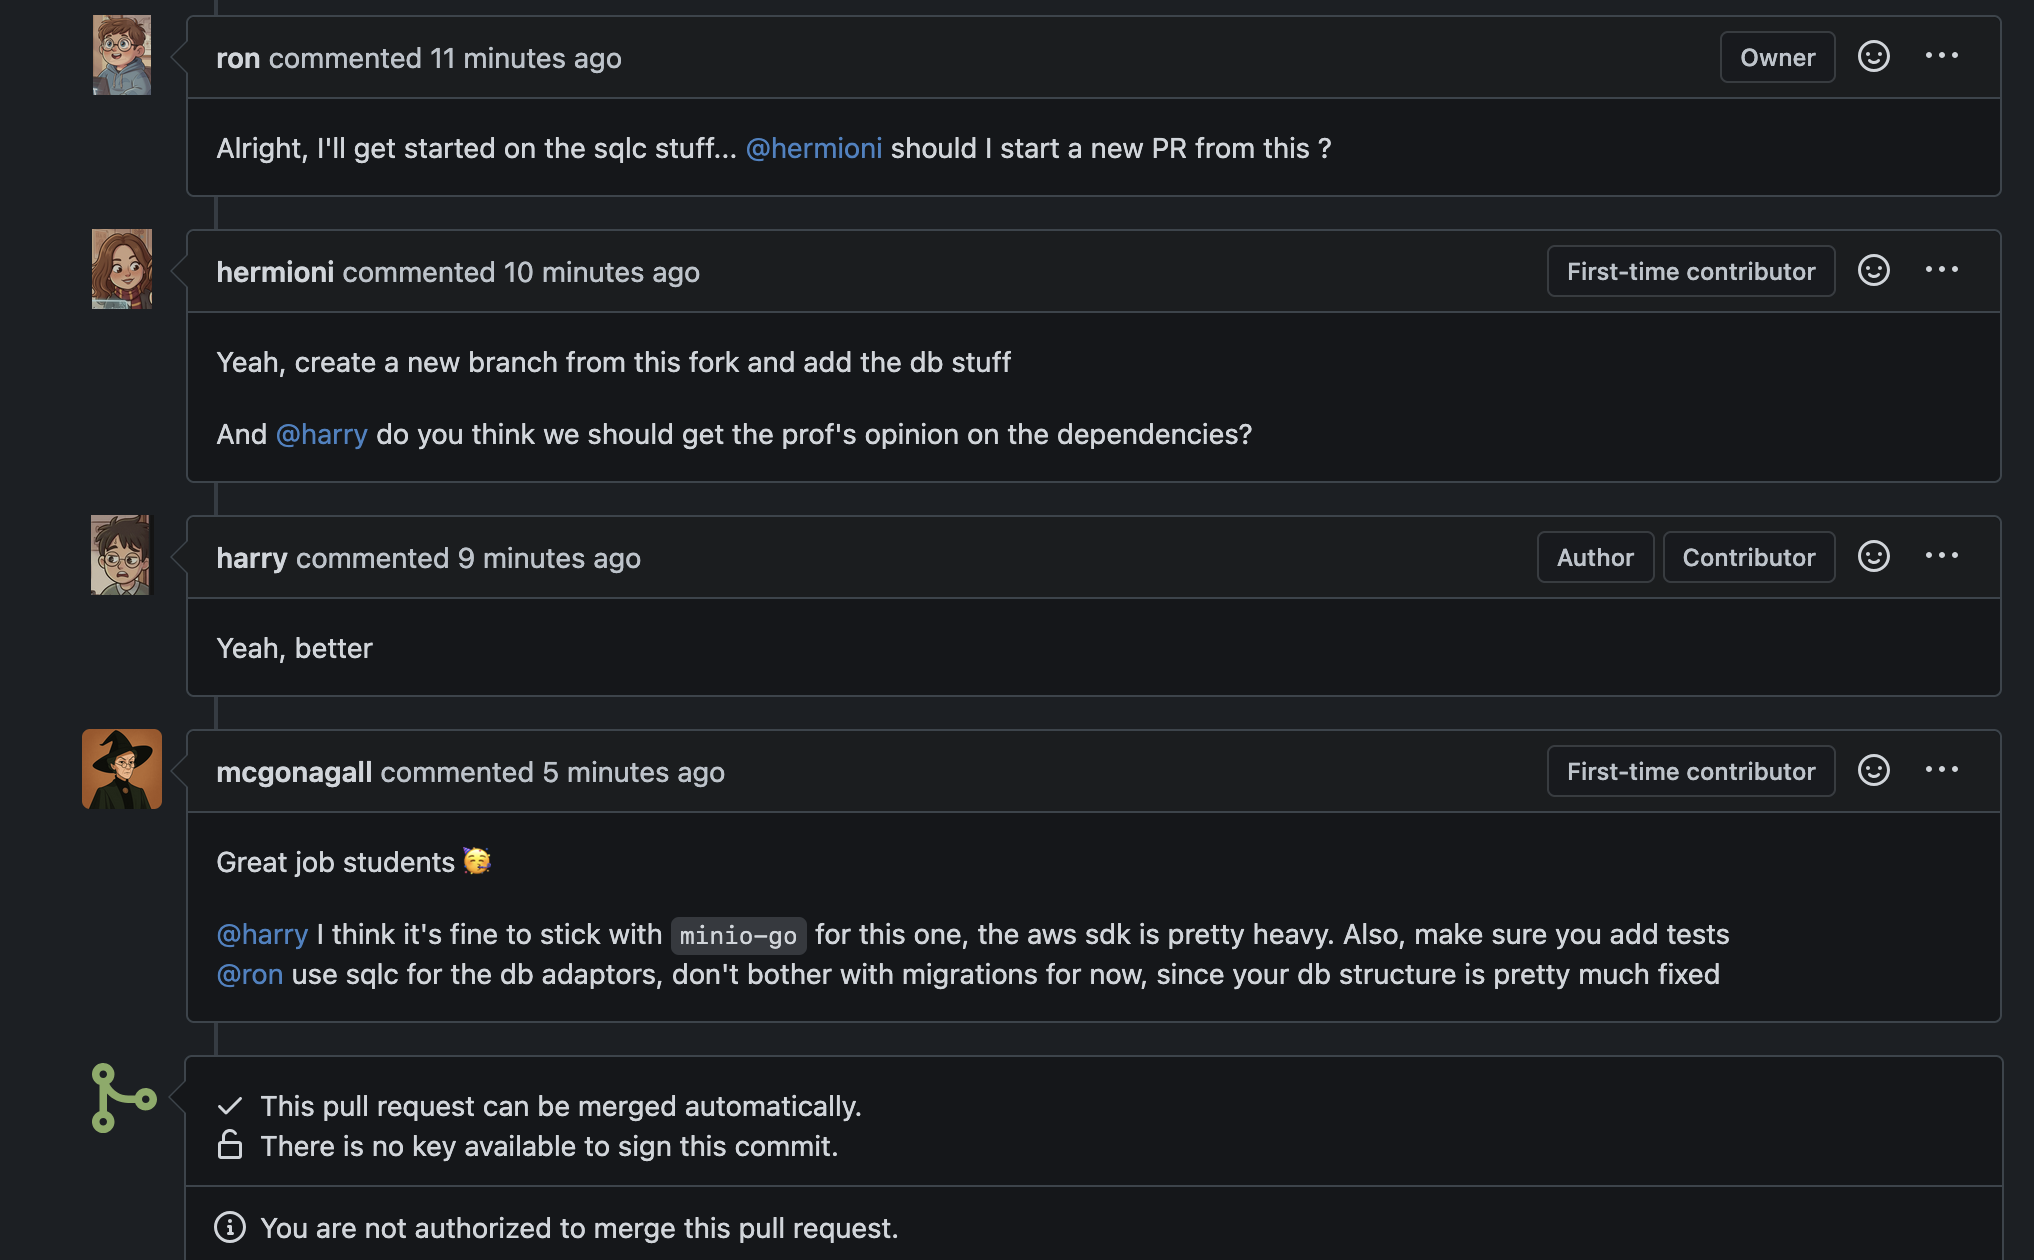 ron commented 11 minutes ago
Owner
Alright, I'll get started on the sqlc stuff... @hermioni should I start a new PR from this ?
hermioni commented 10 minutes ago
First-time contributor
Yeah, create a new branch from this fork and add the db stuff
And @harry do you think we should get the prof's opinion on the dependencies?
harry commented 9 minutes ago
Author
Contributor
Yeah, better
mcgonagall commented 5 minutes ago
First-time contributor
Great job students 🥳
@harry I think it's fine to stick with minio-go for this one, the aws sdk is pretty heavy. Also, make sure you add tests
@ron use sqlc for the db adaptors, don't bother with migrations for now, since your db structure is pretty much fixed
This pull request can be merged automatically.
There is no key available to sign this commit.
You are not authorized to merge this pull request.